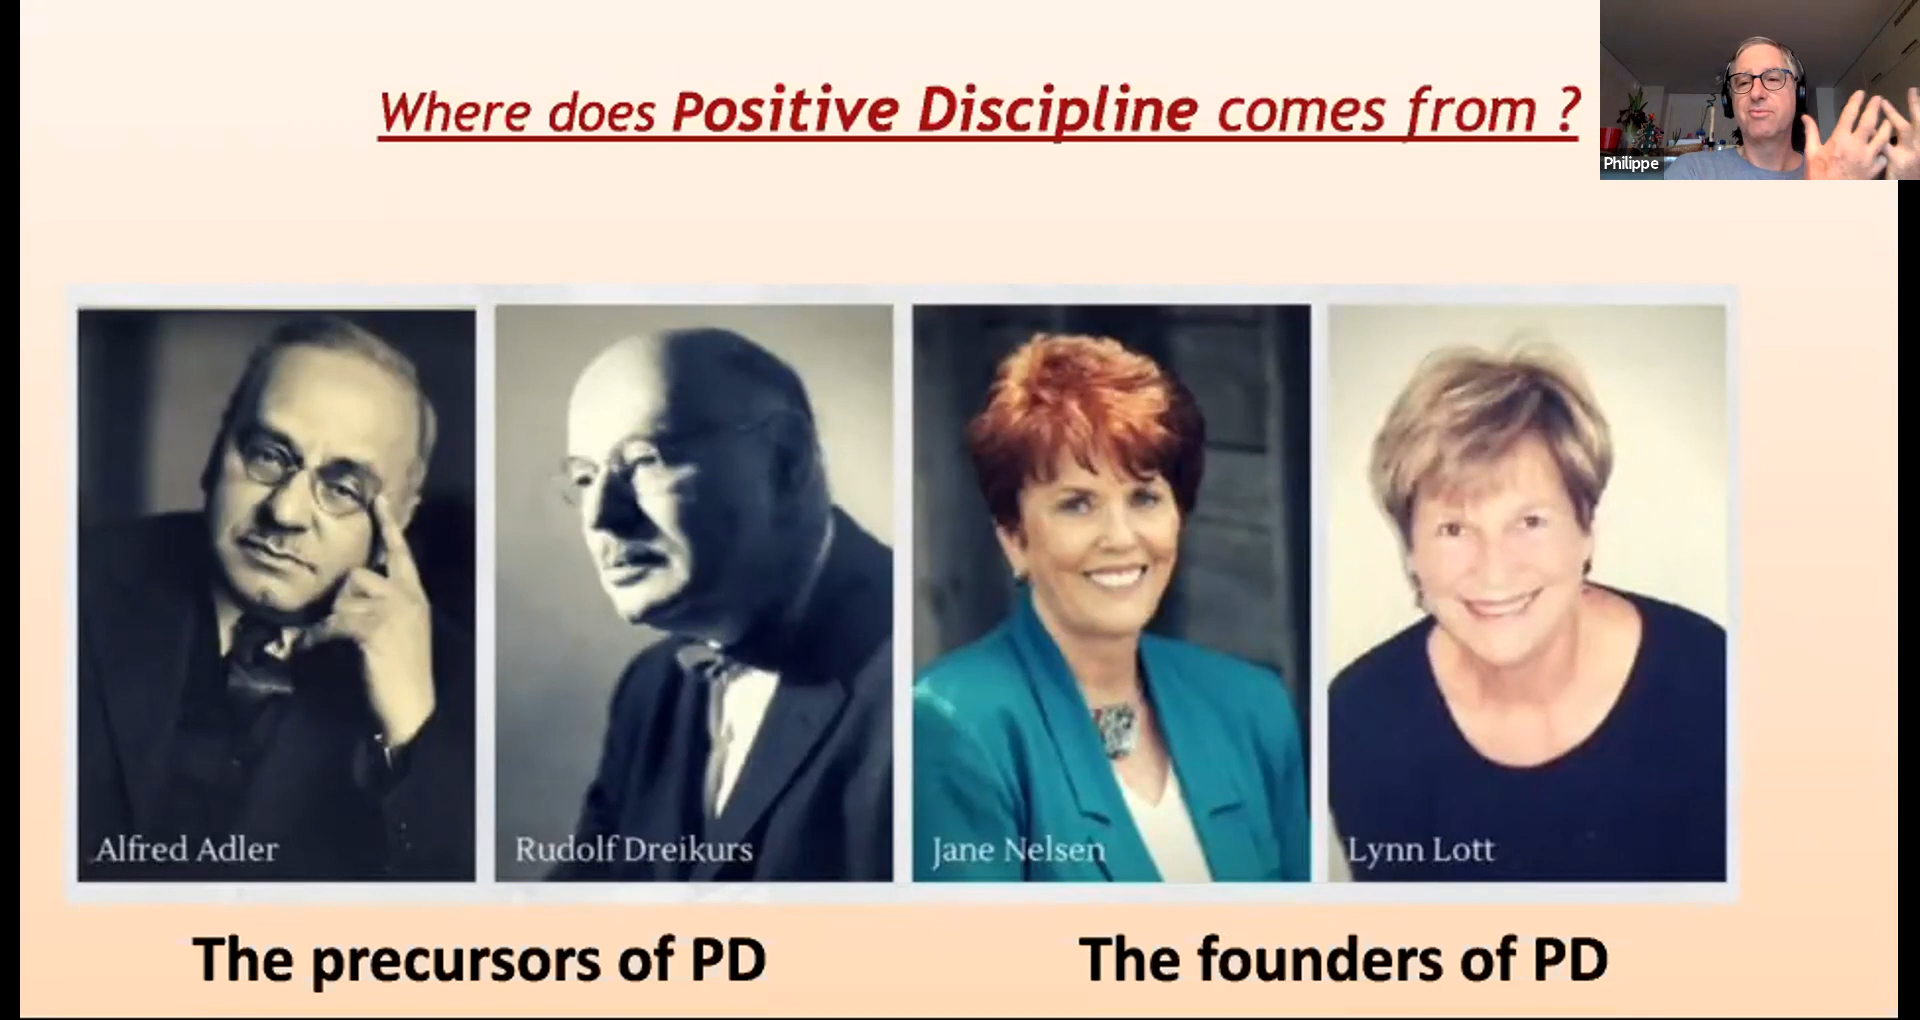 Where does Positive Discipline comes from ?
Philippe
Alfred Adler
Rudolf Dreikurs
Jane Nelsen
Lynn Lott
The precursors of PD
The founders of PD